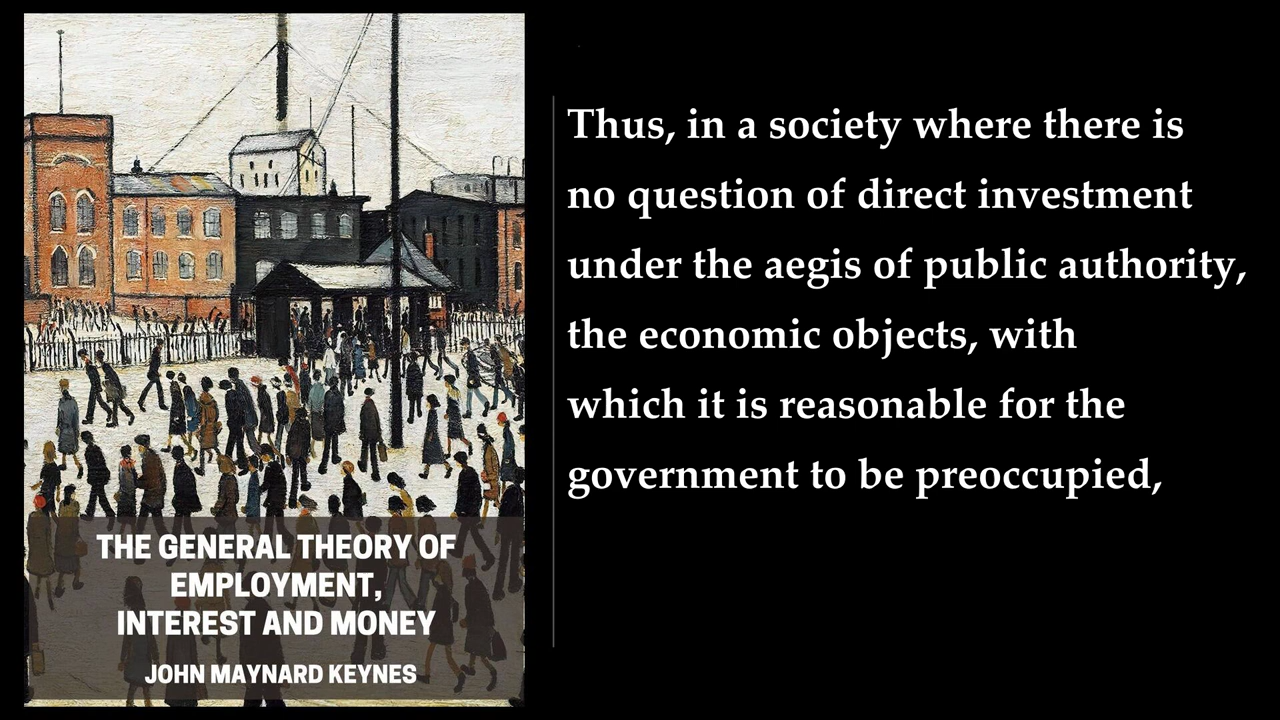 THE GENERAL THEORY OF
EMPLOYMENT,
INTEREST AND MONEY
JOHN MAYNARD KEYNES
Thus, in a society where there is
no question of direct investment
under the aegis of public authority,
the economic objects, with
which it is reasonable for the
government to be preoccupied,